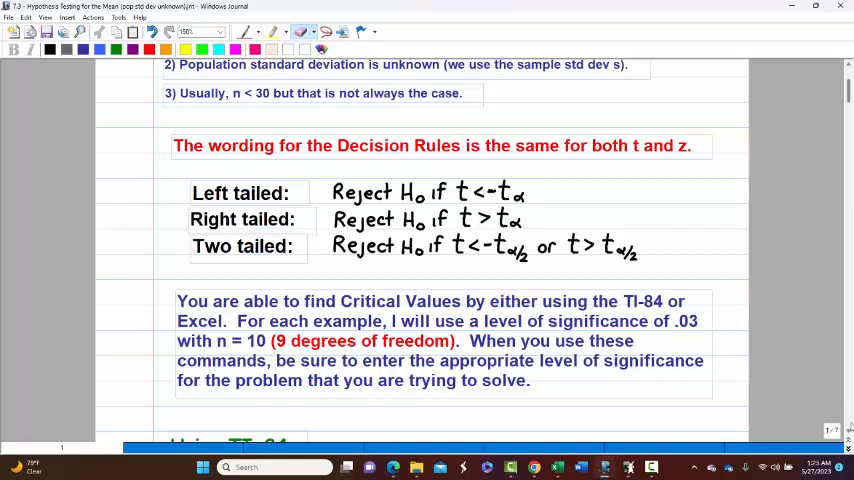 7.3 - Hypothesis Testing for the Mean (pop std dev unknown).jnt - Windows Journal
File Edit View Insert Actions Tools Help
150%
B I
2) Population standard deviation is unknown (we use the sample std dev s).
3) Usually, n < 30 but that is not always the case.
The wording for the Decision Rules is the same for both t and z.
Left tailed: Reject H₀ if t < -tα
Right tailed: Reject H₀ if t > tα
Two tailed: Reject H₀ if t < -tα/2 or t > tα/2
You are able to find Critical Values by either using the TI-84 or
Excel. For each example, I will use a level of significance of .03
with n = 10 (9 degrees of freedom). When you use these
commands, be sure to enter the appropriate level of significance
for the problem that you are trying to solve.
Using TI-84
1 / 7
1
79°F
Clear
Search
1:25 AM
5/27/2023